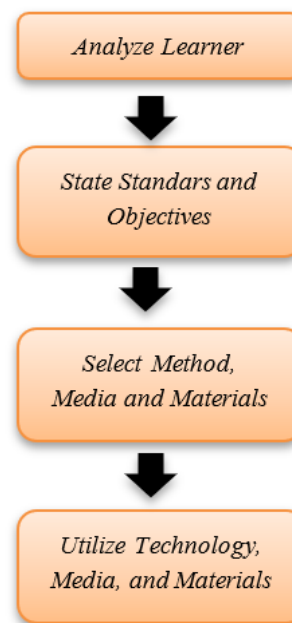 Analyze Learner
State Standars and
Objectives
Select Method,
Media and Materials
Utilize Technology,
Media, and Materials